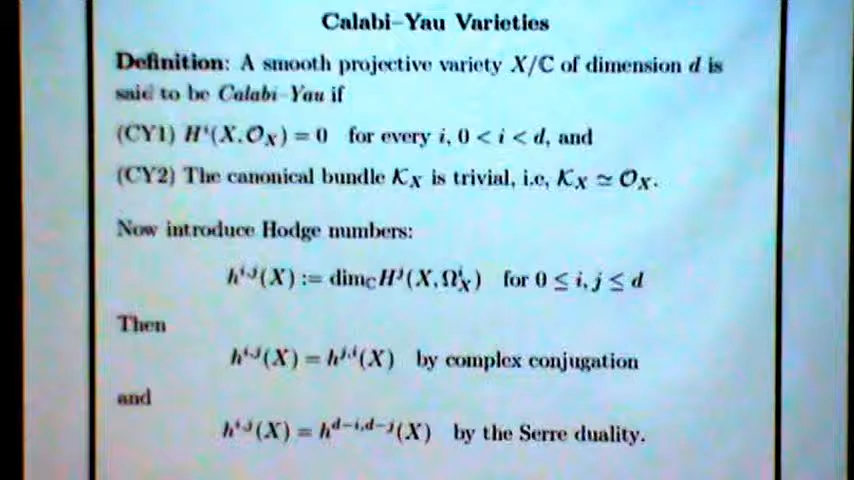 Calabi–Yau Varieties
Definition: A smooth projective variety X/ℂ of dimension d is
said to be Calabi–Yau if
(CY1) Hⁱ(X, 𝒪_X) = 0 for every i, 0 < i < d, and
(CY2) The canonical bundle 𝒦_X is trivial, i.e, 𝒦_X ≃ 𝒪_X.
Now introduce Hodge numbers:
h^{i,j}(X) := dim_ℂ H^j(X, Ω^i_X) for 0 ≤ i, j ≤ d
Then
h^{i,j}(X) = h^{j,i}(X) by complex conjugation
and
h^{i,j}(X) = h^{d−i,d−j}(X) by the Serre duality.